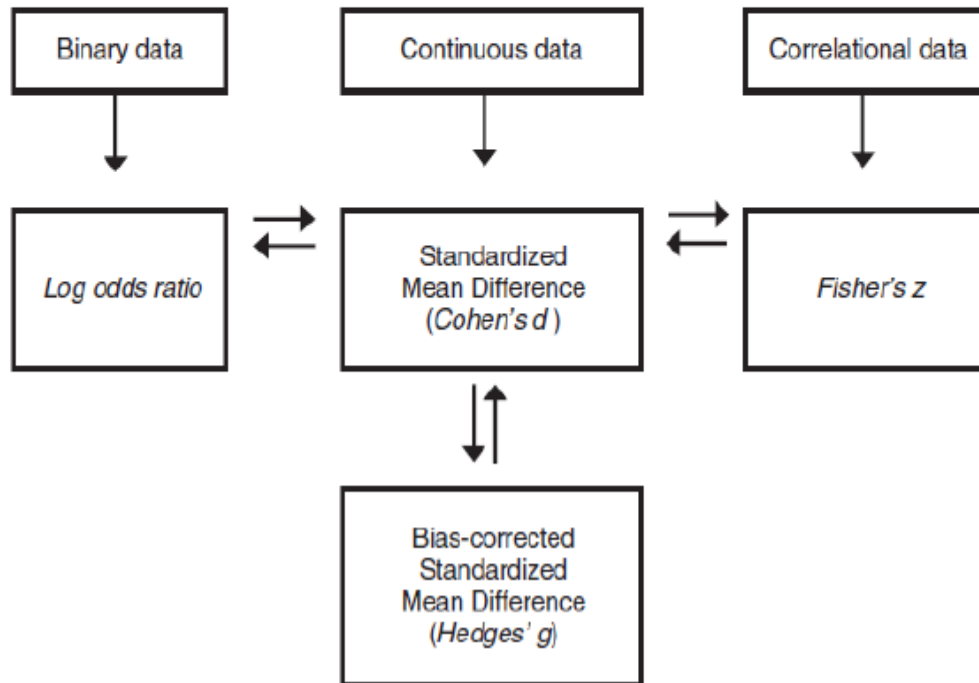 Binary data
Continuous data
Correlational data
Log odds ratio
Standardized
Mean Difference
(Cohen's d )
Fisher's z
Bias-corrected
Standardized
Mean Difference
(Hedges' g)